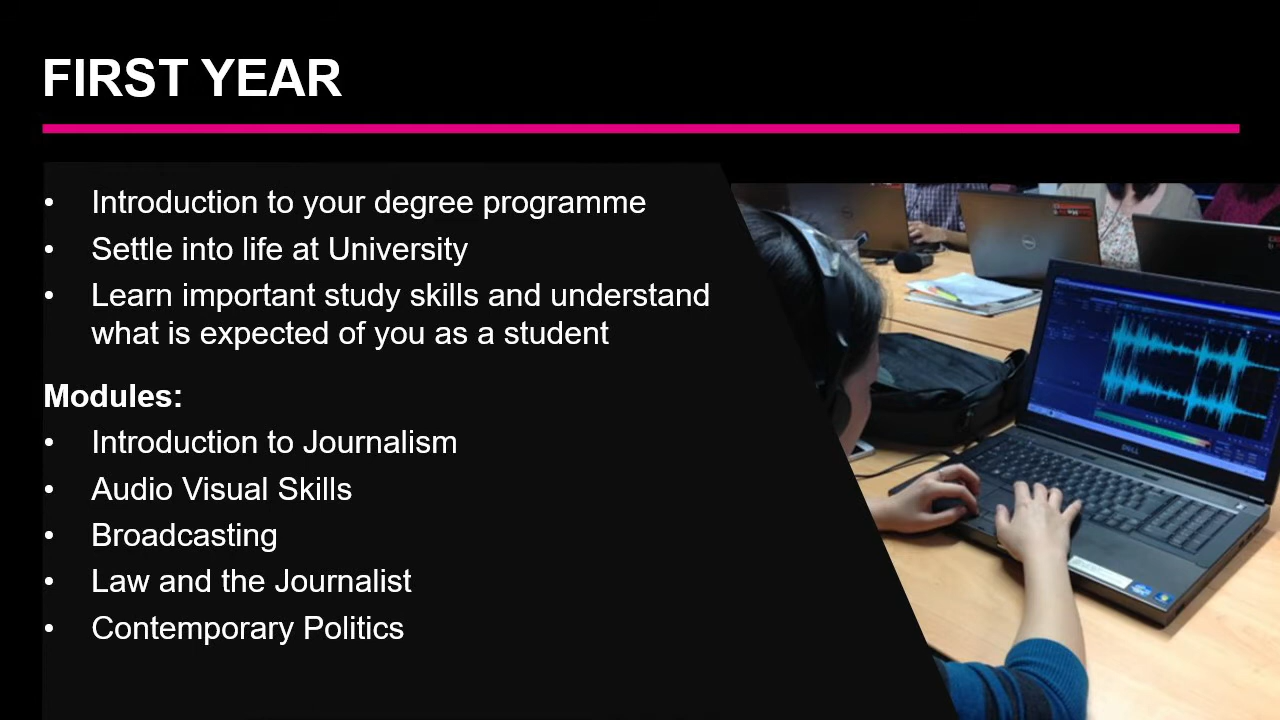 FIRST YEAR
• Introduction to your degree programme
• Settle into life at University
• Learn important study skills and understand
what is expected of you as a student
Modules:
• Introduction to Journalism
• Audio Visual Skills
• Broadcasting
• Law and the Journalist
• Contemporary Politics
DELL